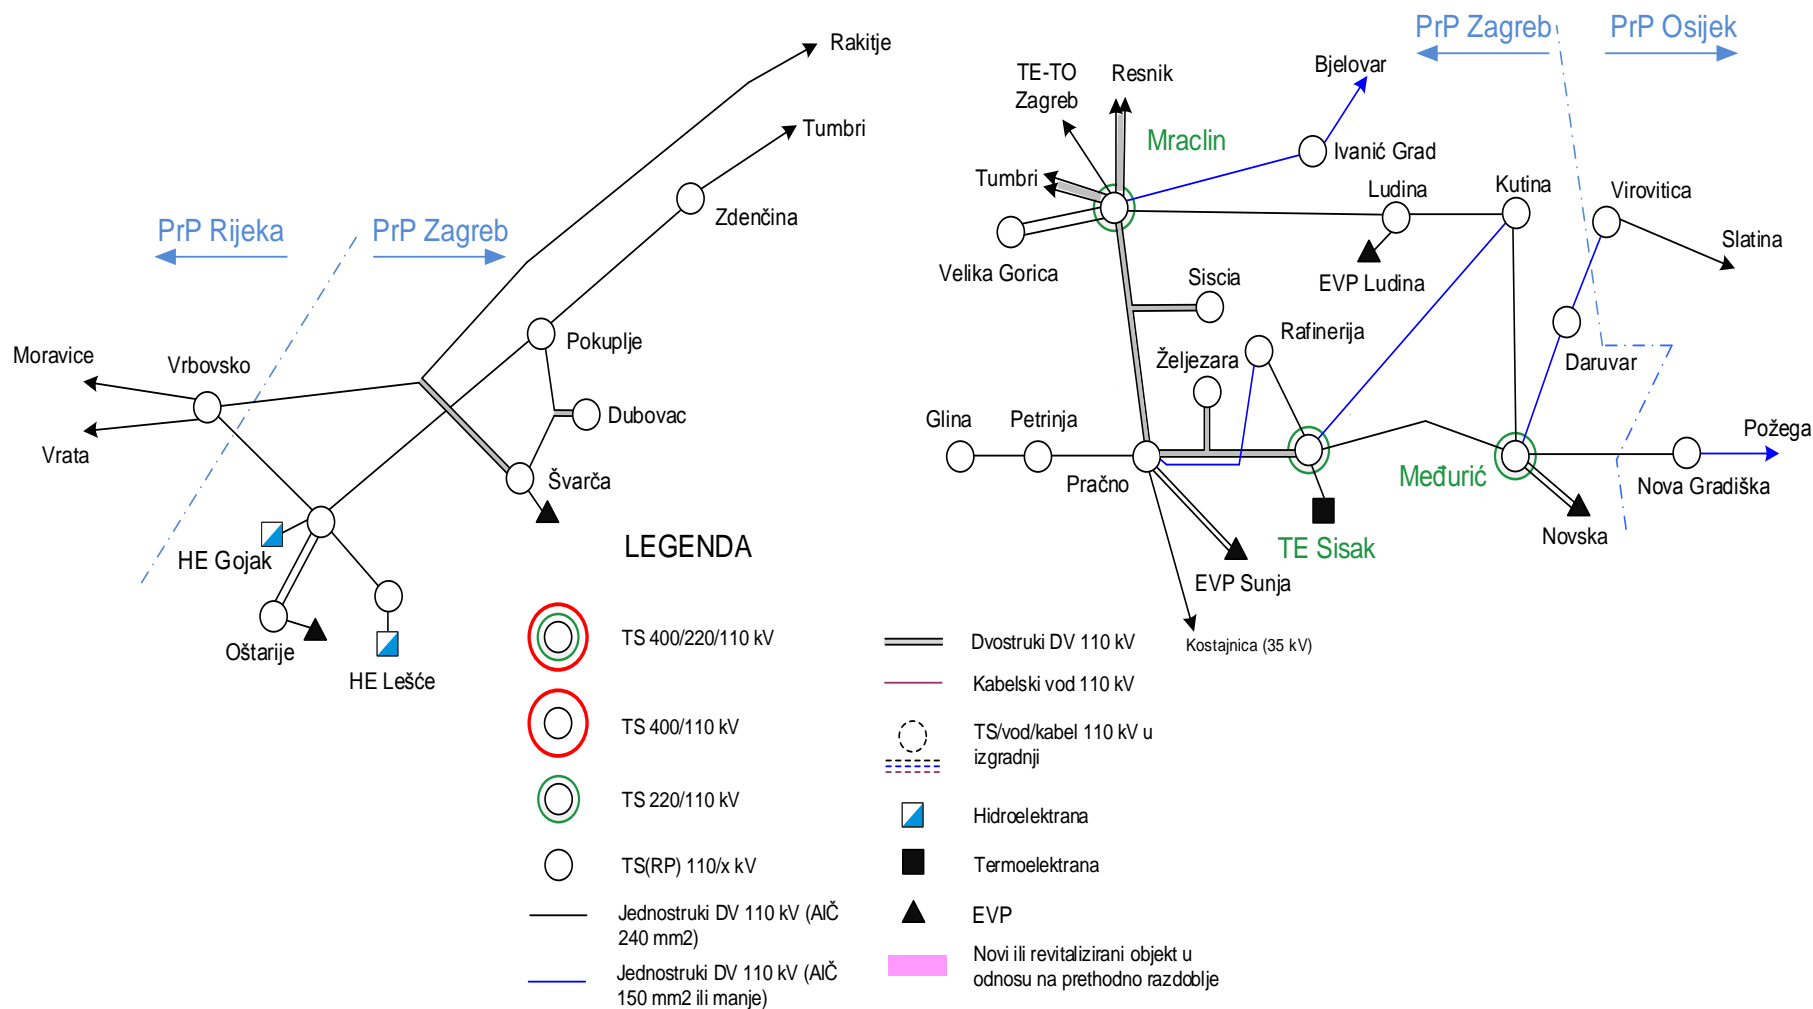 Rakitje
Tumbri
Zdenčina
PrP Rijeka
PrP Zagreb
Pokuplje
Moravice
Vrbovsko
Dubovac
Vrata
Švarča
HE Gojak
Oštarije
HE Lešće
PrP Zagreb
PrP Osijek
TE-TO
Zagreb
Resnik
Bjelovar
Mraclin
Ivanić Grad
Tumbri
Ludina
Kutina
Virovitica
Slatina
Velika Gorica
Siscia
EVP Ludina
Rafinerija
Željezara
Daruvar
Glina
Petrinja
Požega
Pračno
Međurić
Nova Gradiška
TE Sisak
Novska
EVP Sunja
Kostajnica (35 kV)
LEGENDA
TS 400/220/110 kV
TS 400/110 kV
TS 220/110 kV
TS(RP) 110/x kV
Jednostruki DV 110 kV (AlČ
240 mm2)
Jednostruki DV 110 kV (AlČ
150 mm2 ili manje)
Dvostruki DV 110 kV
Kabelski vod 110 kV
TS/vod/kabel 110 kV u
izgradnji
Hidroelektrana
Termoelektrana
EVP
Novi ili revitalizirani objekt u
odnosu na prethodno razdoblje